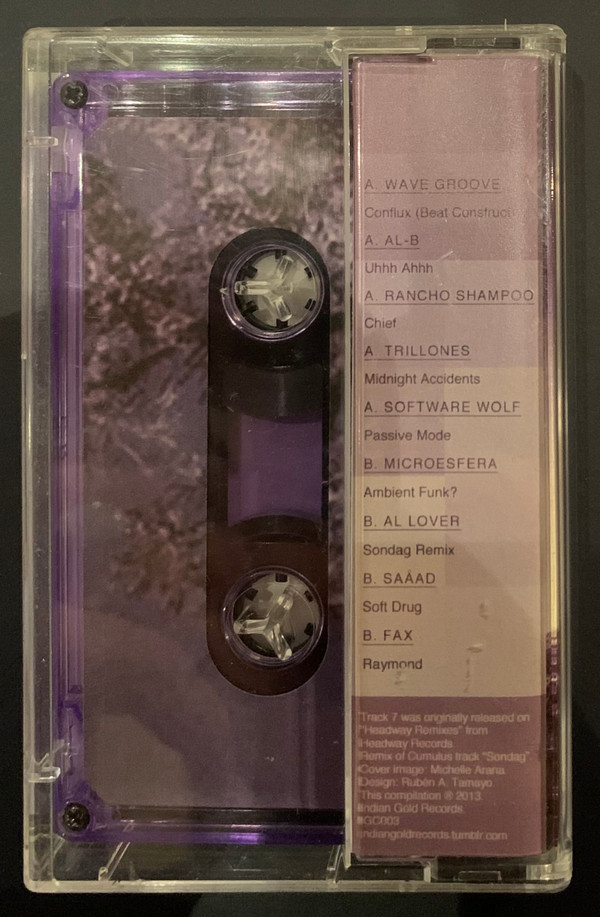 A. WAVE GROOVE
Conflux (Beat Construct)
A. AL-B
Uhhh Ahhh
A. RANCHO SHAMPOO
Chief
A. TRILLONES
Midnight Accidents
A. SOFTWARE WOLF
Passive Mode
B. MICROESFERA
Ambient Funk?
B. AL LOVER
Sondag Remix
B. SAÅAD
Soft Drug
B. FAX
Raymond
Track 7 was originally released on
"Headway Remixes" from
Headway Records
Remix of Cumulus track "Sondag"
Cover image: Michelle Arana
Design: Rubén A. Tamayo
This compilation ℗ 2013
Indian Gold Records
IGC003
indiangoldrecords.tumblr.com